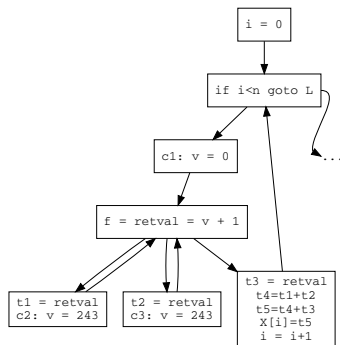 i = 0
if i<n goto L
c1: v = 0
...
f = retval = v + 1
t1 = retval
c2: v = 243
t2 = retval
c3: v = 243
t3 = retval
t4=t1+t2
t5=t4+t3
X[i]=t5
i = i+1